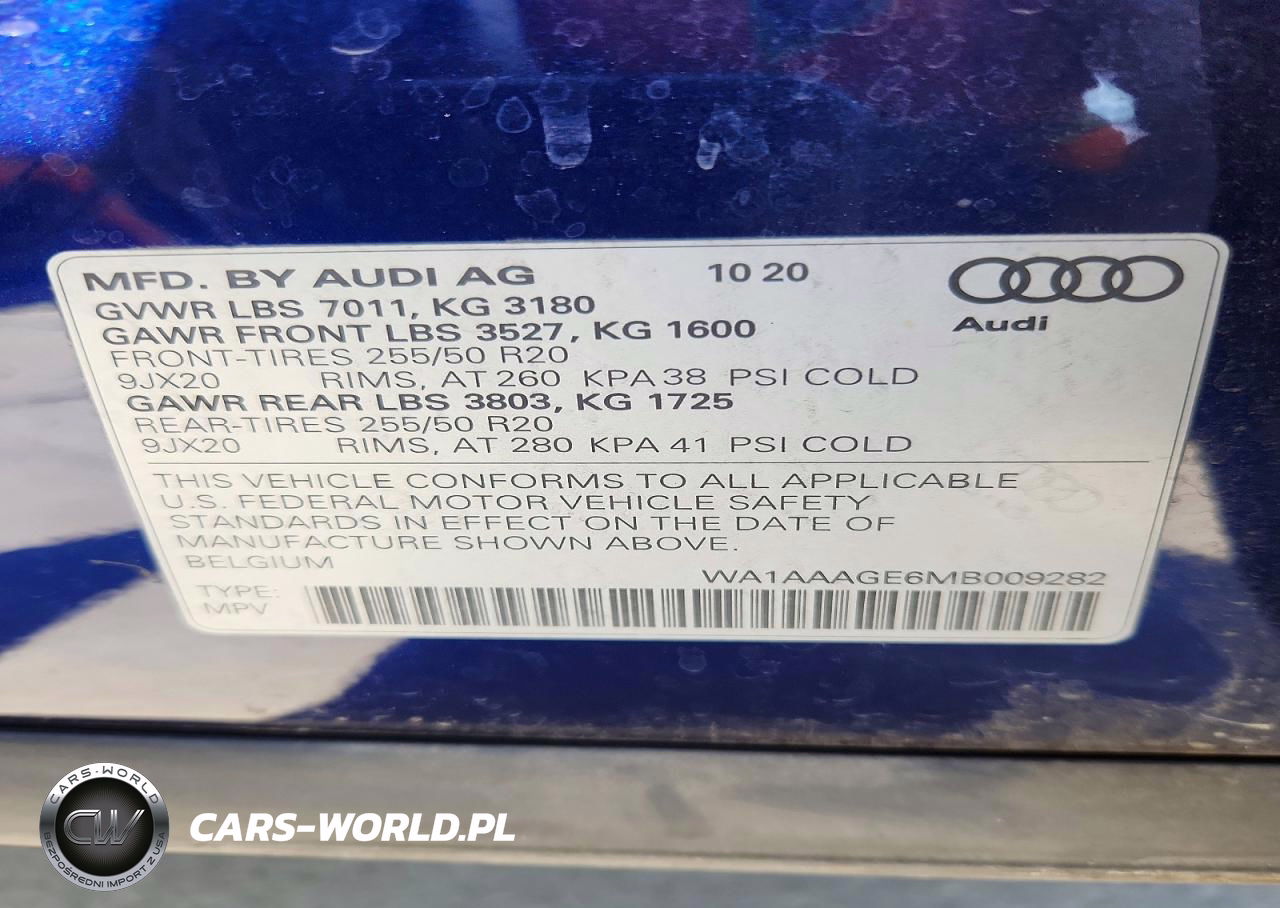 MFD. BY AUDI AG 10 20
GVWR LBS 7011, KG 3180
GAWR FRONT LBS 3527, KG 1600
Audi
FRONT-TIRES 255/50 R20
9JX20 RIMS, AT 260 KPA 38 PSI COLD
GAWR REAR LBS 3803, KG 1725
REAR-TIRES 255/50 R20
9JX20 RIMS, AT 280 KPA 41 PSI COLD
THIS VEHICLE CONFORMS TO ALL APPLICABLE
U.S. FEDERAL MOTOR VEHICLE SAFETY
STANDARDS IN EFFECT ON THE DATE OF
MANUFACTURE SHOWN ABOVE.
BELGIUM
WA1AAAGE6MB009282
TYPE:
MPV
CARS-WORLD
CW
BEZPOŚREDNI IMPORT Z USA
CARS-WORLD.PL